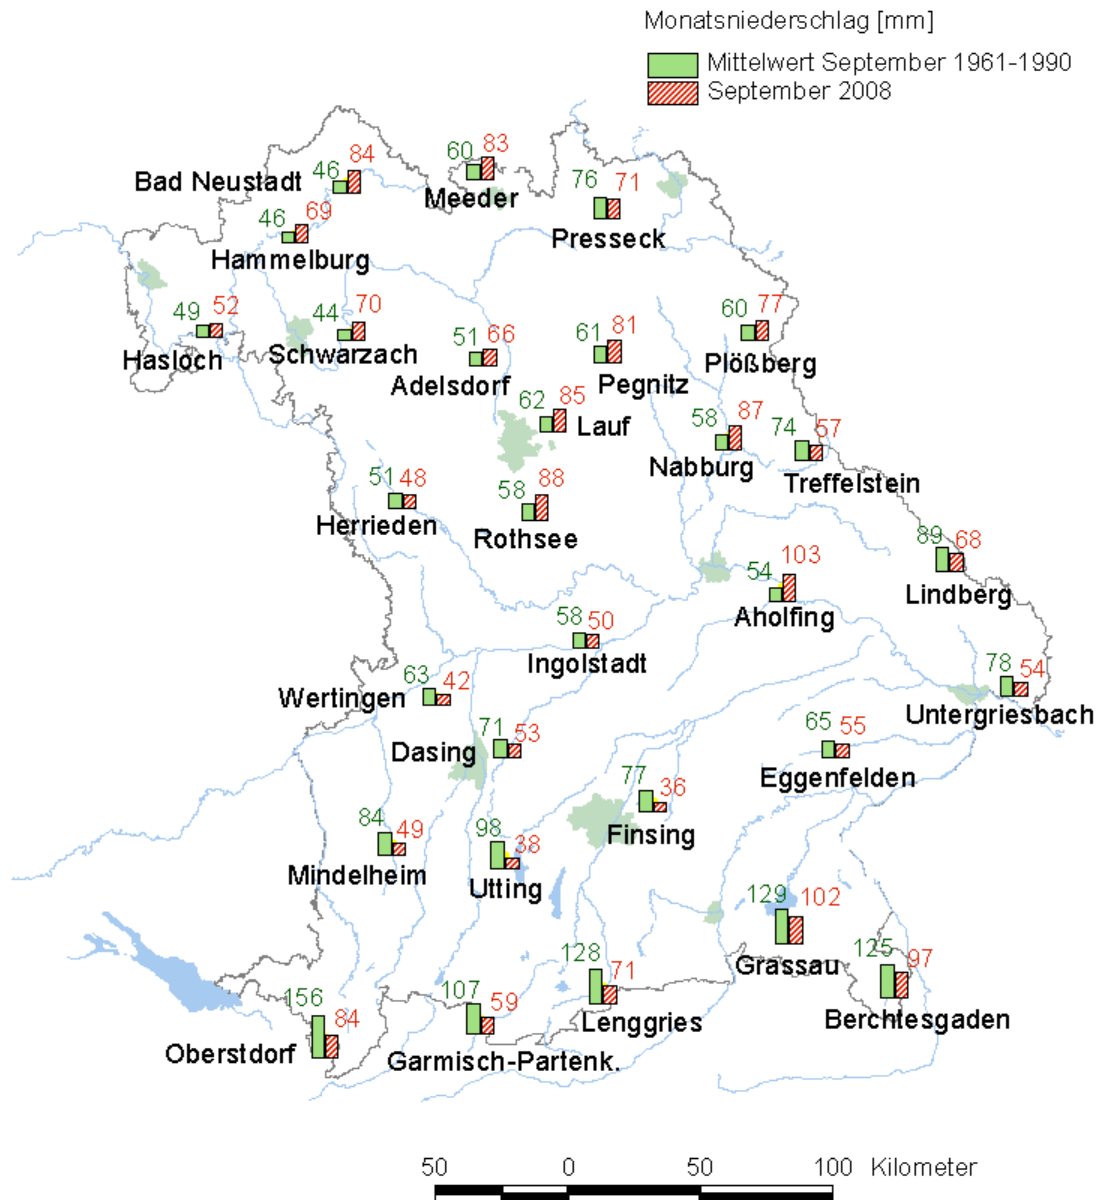 Monatsniederschlag [mm]
Mittelwert September 1961-1990
September 2008
46 84
Bad Neustadt
60 83
Meeder
76 71
Presseck
46 69
Hammelburg
49 52
Hasloch
44 70
Schwarzach
51 66
Adelsdorf
61 81
Pegnitz
60 77
Plößberg
62 85
Lauf
58 87
Nabburg
74 57
Treffelstein
51 48
Herrieden
58 88
Rothsee
89 68
Lindberg
54 103
Aholfing
58 50
Ingolstadt
63 42
Wertingen
78 54
Untergriesbach
71 53
Dasing
65 55
Eggenfelden
77 36
Finsing
84 49
Mindelheim
98 38
Utting
129 102
Grassau
125 97
Berchtesgaden
128 71
Lenggries
107 59
Garmisch-Partenk.
156 84
Oberstdorf
50 0 50 100 Kilometer